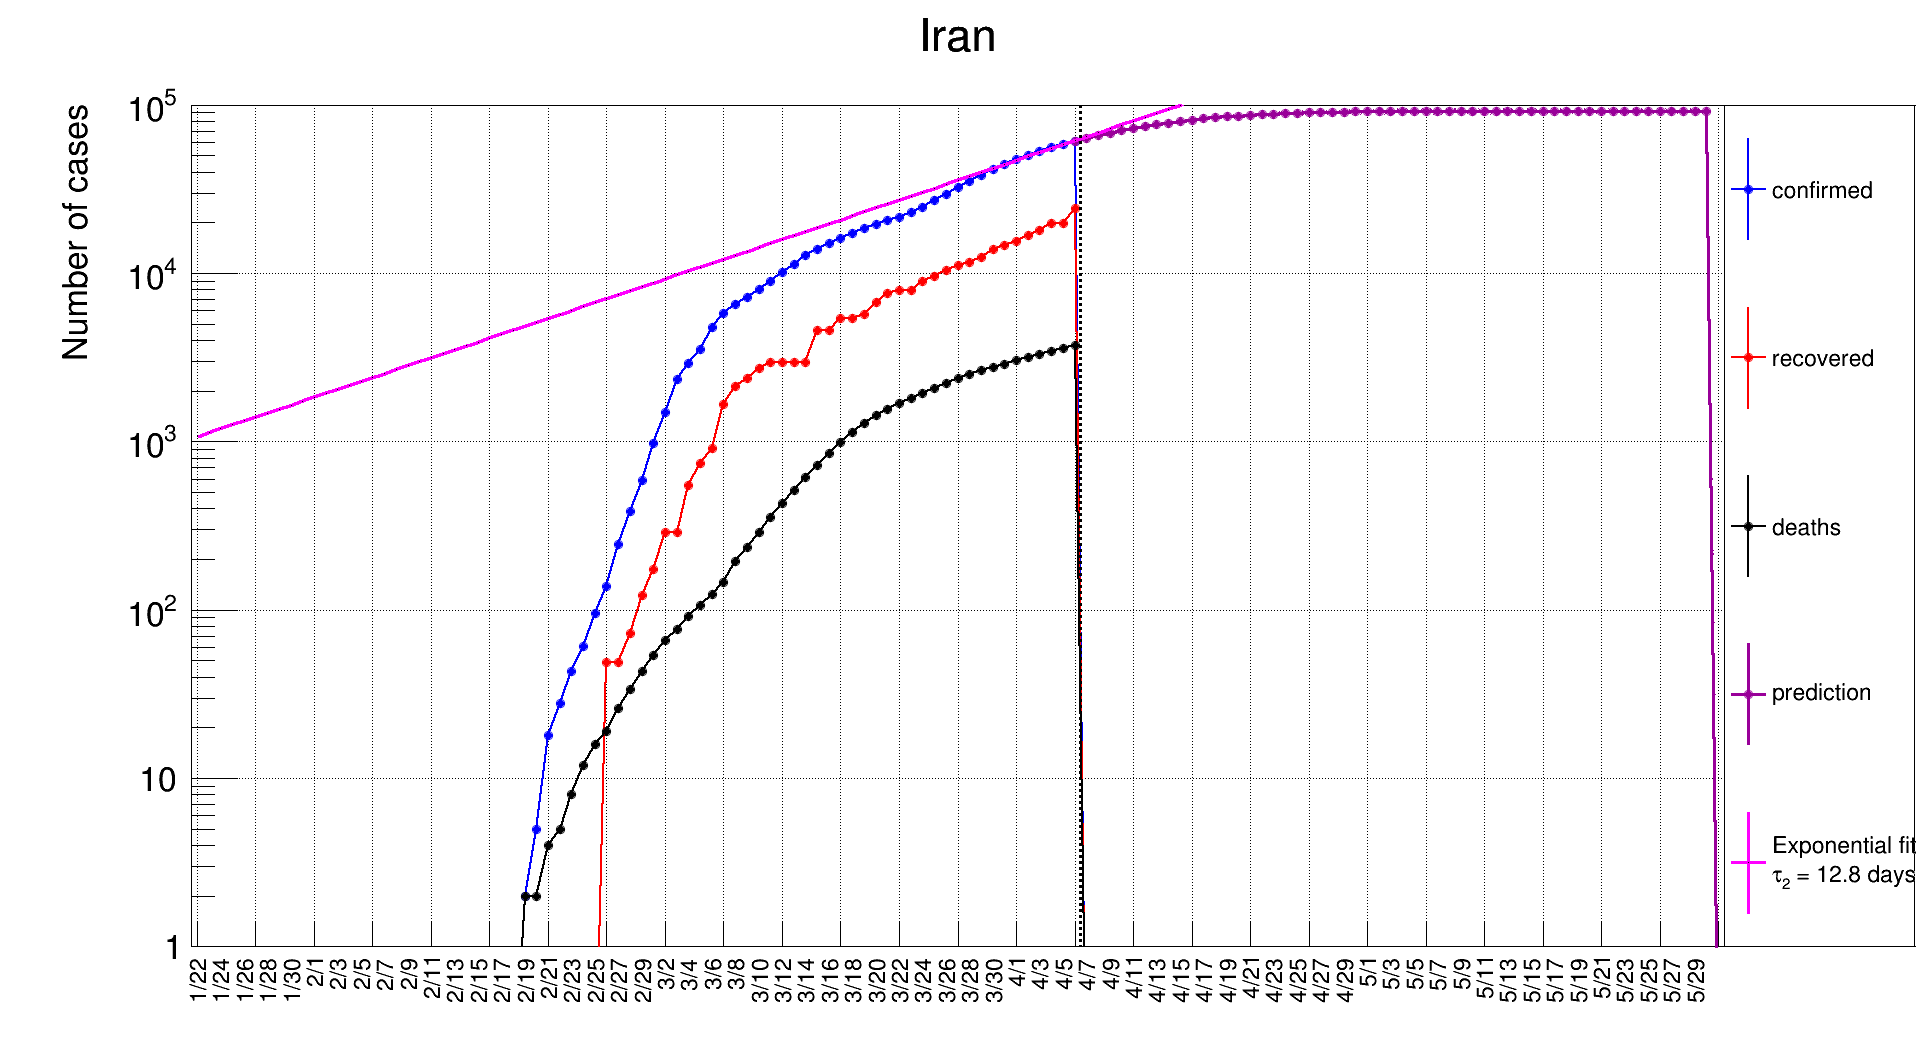 Iran
Number of cases
10^5
10^4
10^3
10^2
10
1
1/22 1/24 1/26 1/28 1/30 2/1 2/3 2/5 2/7 2/9 2/11 2/13 2/15 2/17 2/19 2/21 2/23 2/25 2/27 2/29 3/2 3/4 3/6 3/8 3/10 3/12 3/14 3/16 3/18 3/20 3/22 3/24 3/26 3/28 3/30 4/1 4/3 4/5 4/7 4/9 4/11 4/13 4/15 4/17 4/19 4/21 4/23 4/25 4/27 4/29 5/1 5/3 5/5 5/7 5/9 5/11 5/13 5/15 5/17 5/19 5/21 5/23 5/25 5/27 5/29
confirmed
recovered
deaths
prediction
Exponential fit
τ₂ = 12.8 days